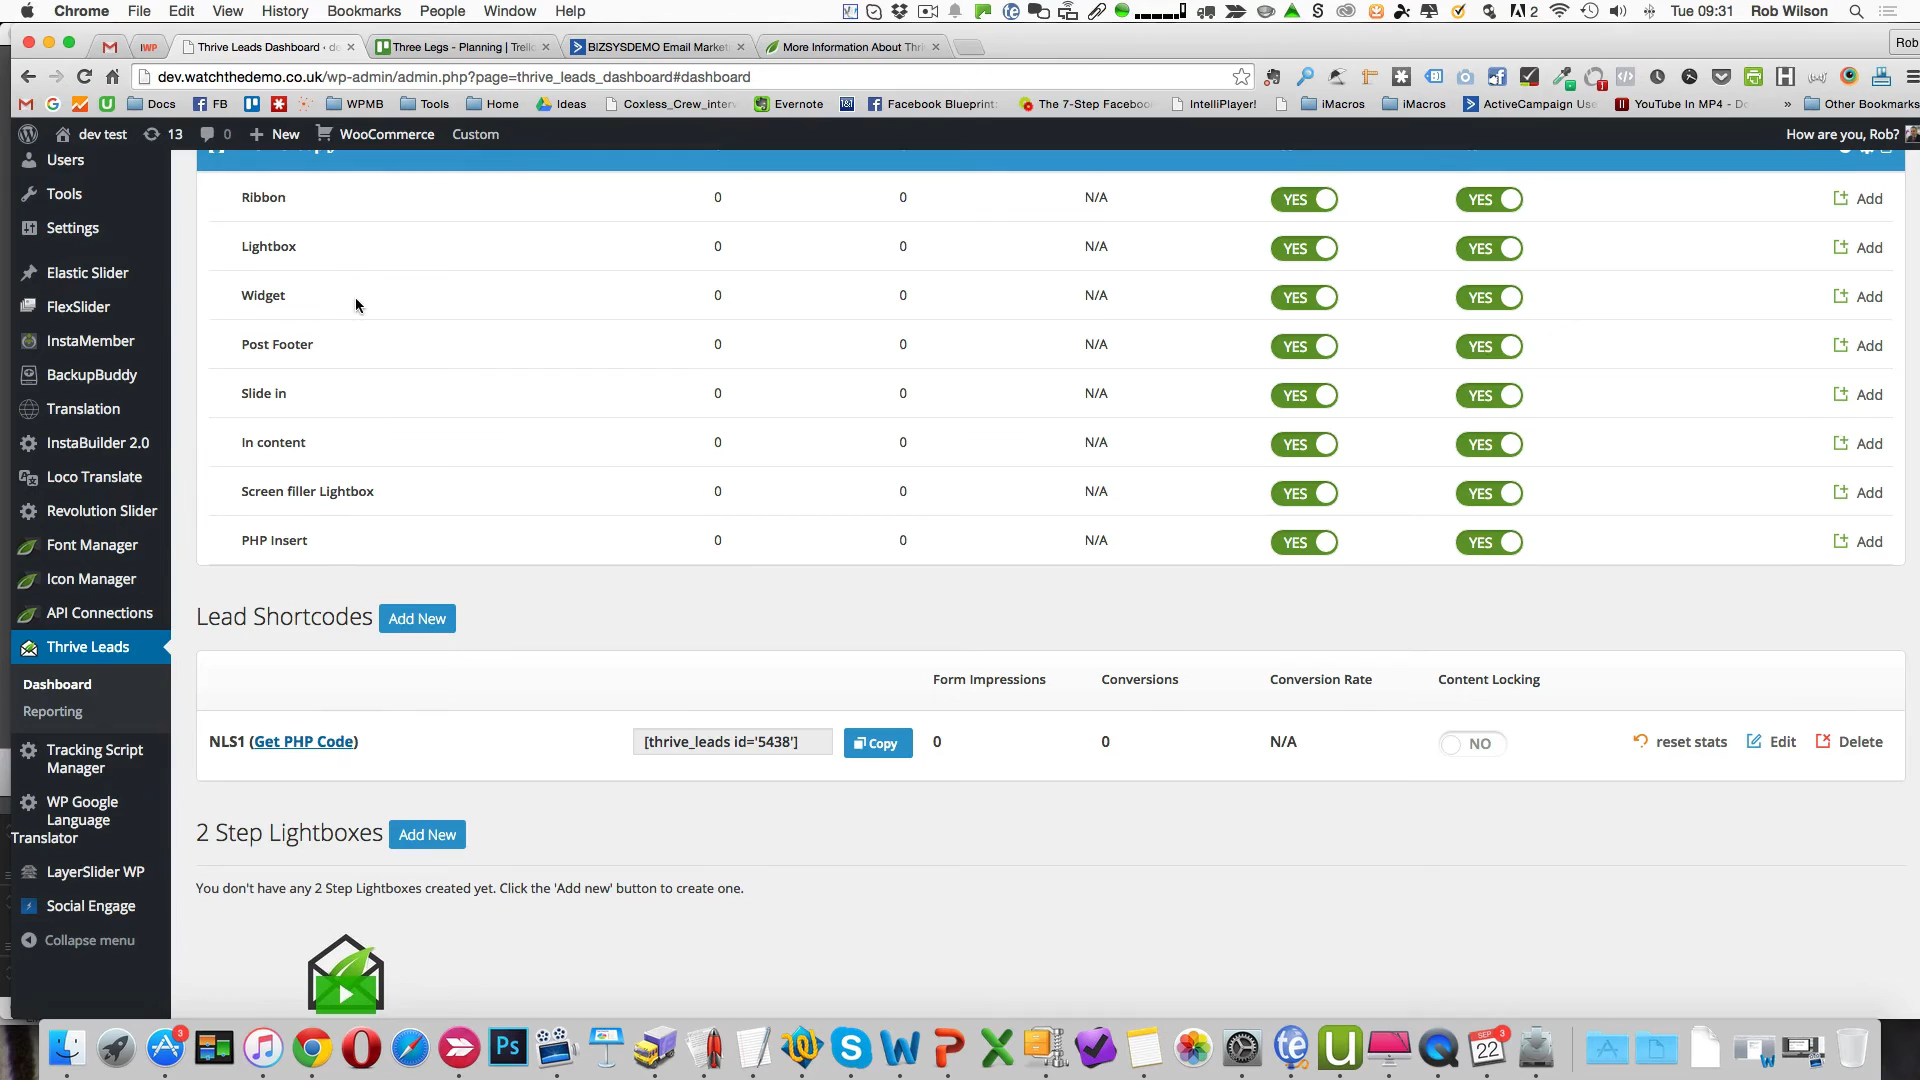 Chrome File Edit View History Bookmarks People Window Help
2 Tue 09:31 Rob Wilson
Thrive Leads Dashboard ‹ de
Three Legs - Planning | Trello
BIZSYSDEMO Email Market
More Information About Thri
Rob
dev.watchthedemo.co.uk/wp-admin/admin.php?page=thrive_leads_dashboard#dashboard
Docs FB WPMB Tools Home Ideas Coxless_Crew_interv Evernote Facebook Blueprint: The 7-Step Faceboo IntelliPlayer! iMacros iMacros ActiveCampaign Use YouTube In MP4 - Do » Other Bookmarks
dev test 13 0 New WooCommerce Custom
How are you, Rob?
Users
Tools
Settings
Elastic Slider
FlexSlider
InstaMember
BackupBuddy
Translation
InstaBuilder 2.0
Loco Translate
Revolution Slider
Font Manager
Icon Manager
API Connections
Thrive Leads
Dashboard
Reporting
Tracking Script
Manager
WP Google
Language
Translator
LayerSlider WP
Social Engage
Collapse menu
Ribbon 0 0 N/A YES YES Add
Lightbox 0 0 N/A YES YES Add
Widget 0 0 N/A YES YES Add
Post Footer 0 0 N/A YES YES Add
Slide in 0 0 N/A YES YES Add
In content 0 0 N/A YES YES Add
Screen filler Lightbox 0 0 N/A YES YES Add
PHP Insert 0 0 N/A YES YES Add
Lead Shortcodes Add New
Form Impressions Conversions Conversion Rate Content Locking
NLS1 (Get PHP Code) [thrive_leads id='5438'] Copy 0 0 N/A NO reset stats Edit Delete
2 Step Lightboxes Add New
You don't have any 2 Step Lightboxes created yet. Click the 'Add new' button to create one.